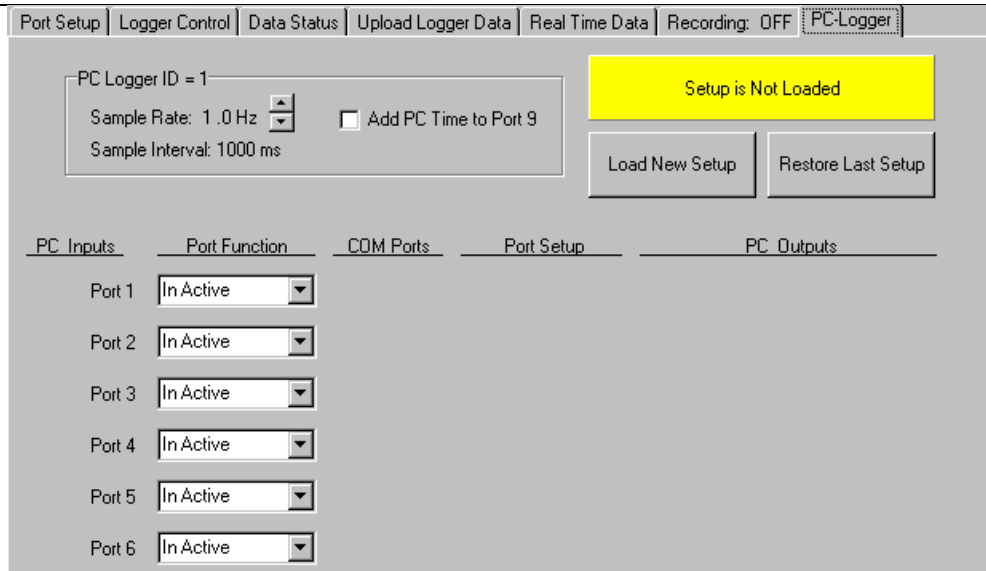 Port Setup Logger Control Data Status Upload Logger Data Real Time Data Recording: OFF PC-Logger
PC Logger ID = 1
Sample Rate: 1 .0 Hz
Add PC Time to Port 9
Sample Interval: 1000 ms
Setup is Not Loaded
Load New Setup Restore Last Setup
PC Inputs Port Function COM Ports Port Setup PC Outputs
Port 1 In Active
Port 2 In Active
Port 3 In Active
Port 4 In Active
Port 5 In Active
Port 6 In Active